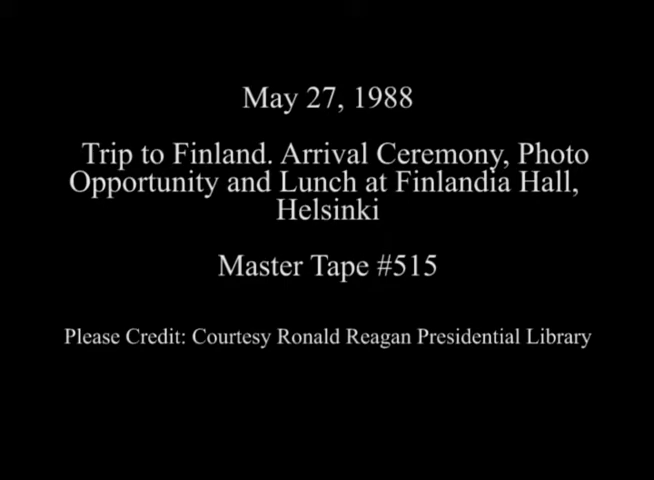 May 27, 1988
Trip to Finland. Arrival Ceremony, Photo
Opportunity and Lunch at Finlandia Hall,
Helsinki
Master Tape #515
Please Credit: Courtesy Ronald Reagan Presidential Library